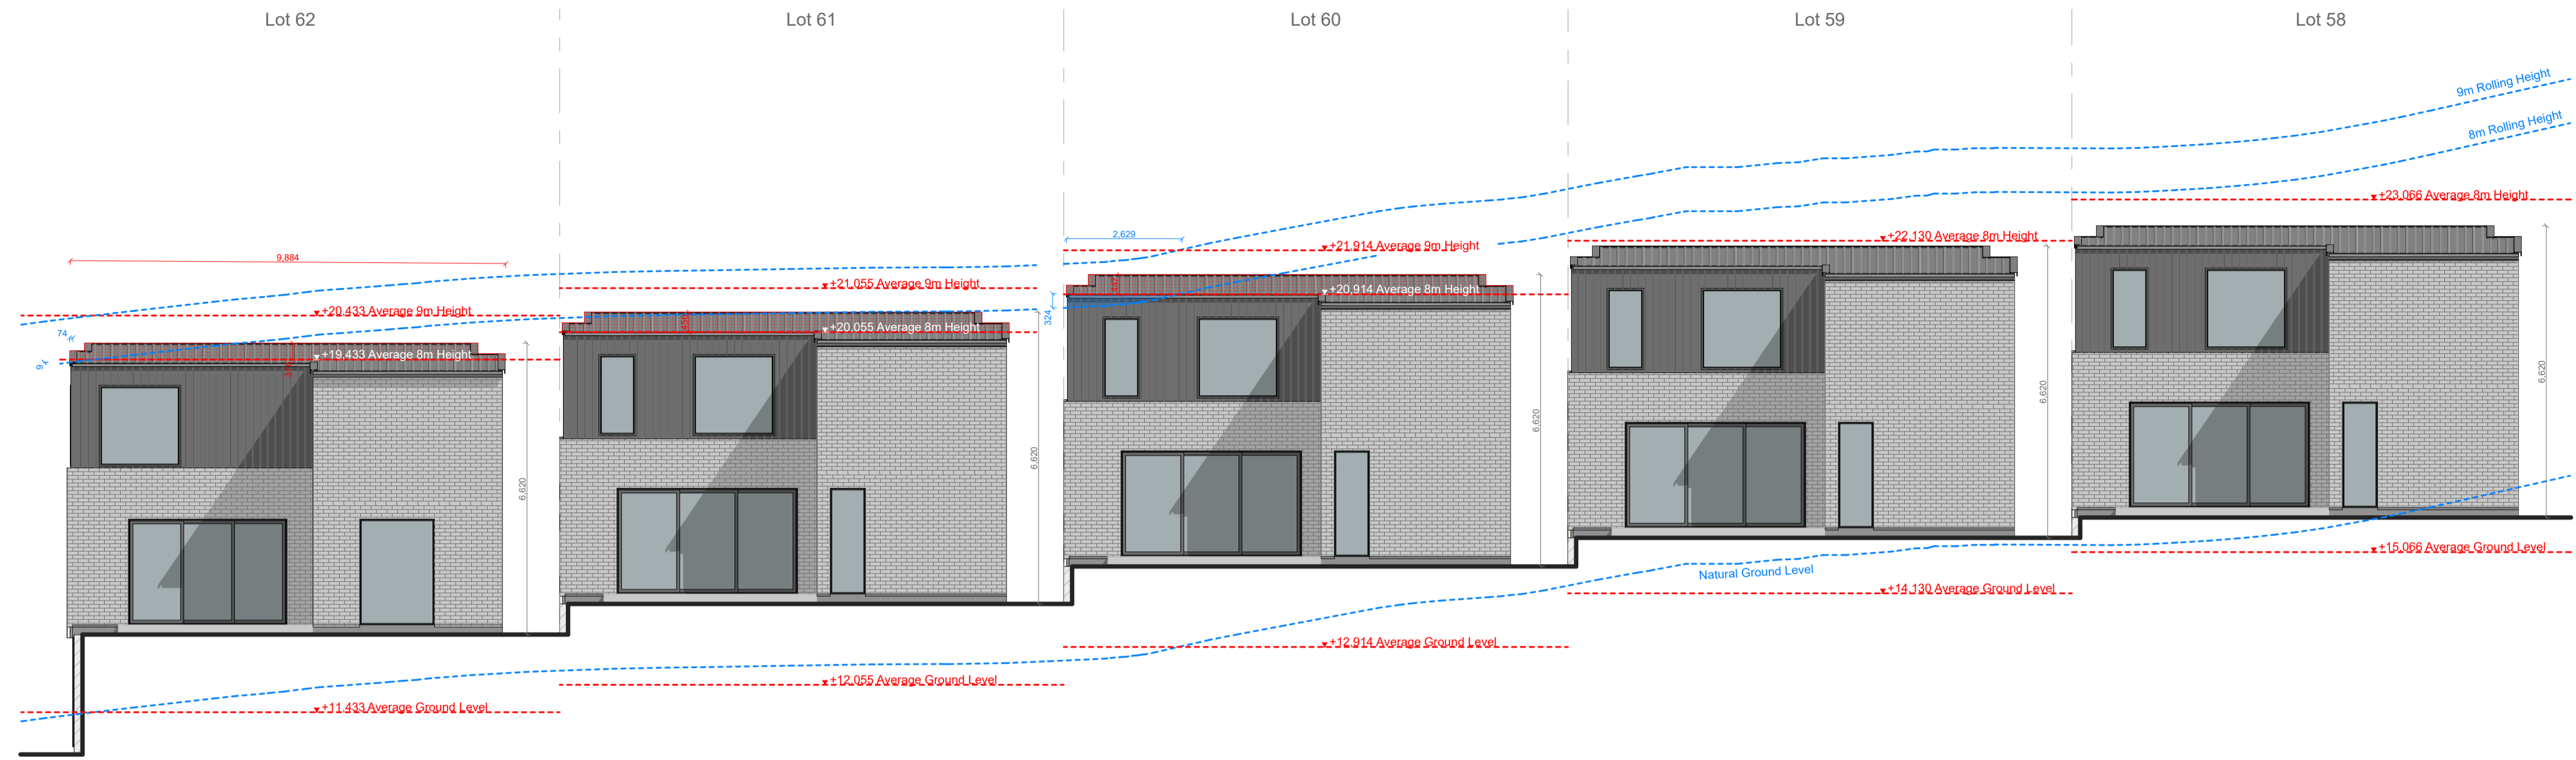 Lot 62
Lot 61
Lot 60
Lot 59
Lot 58
9m Rolling Height
8m Rolling Height
+23,066 Average 8m Height
2,629
+22,130 Average 8m Height
+21,914 Average 9m Height
9,884
+21,055 Average 9m Height
+20,914 Average 8m Height
+20,433 Average 9m Height
324
+20,055 Average 8m Height
74
+19,433 Average 8m Height
9
6,620
6,620
6,620
6,620
6,620
+15,066 Average Ground Level
Natural Ground Level
+14,130 Average Ground Level
+12,914 Average Ground Level
+12,055 Average Ground Level
+11,433 Average Ground Level